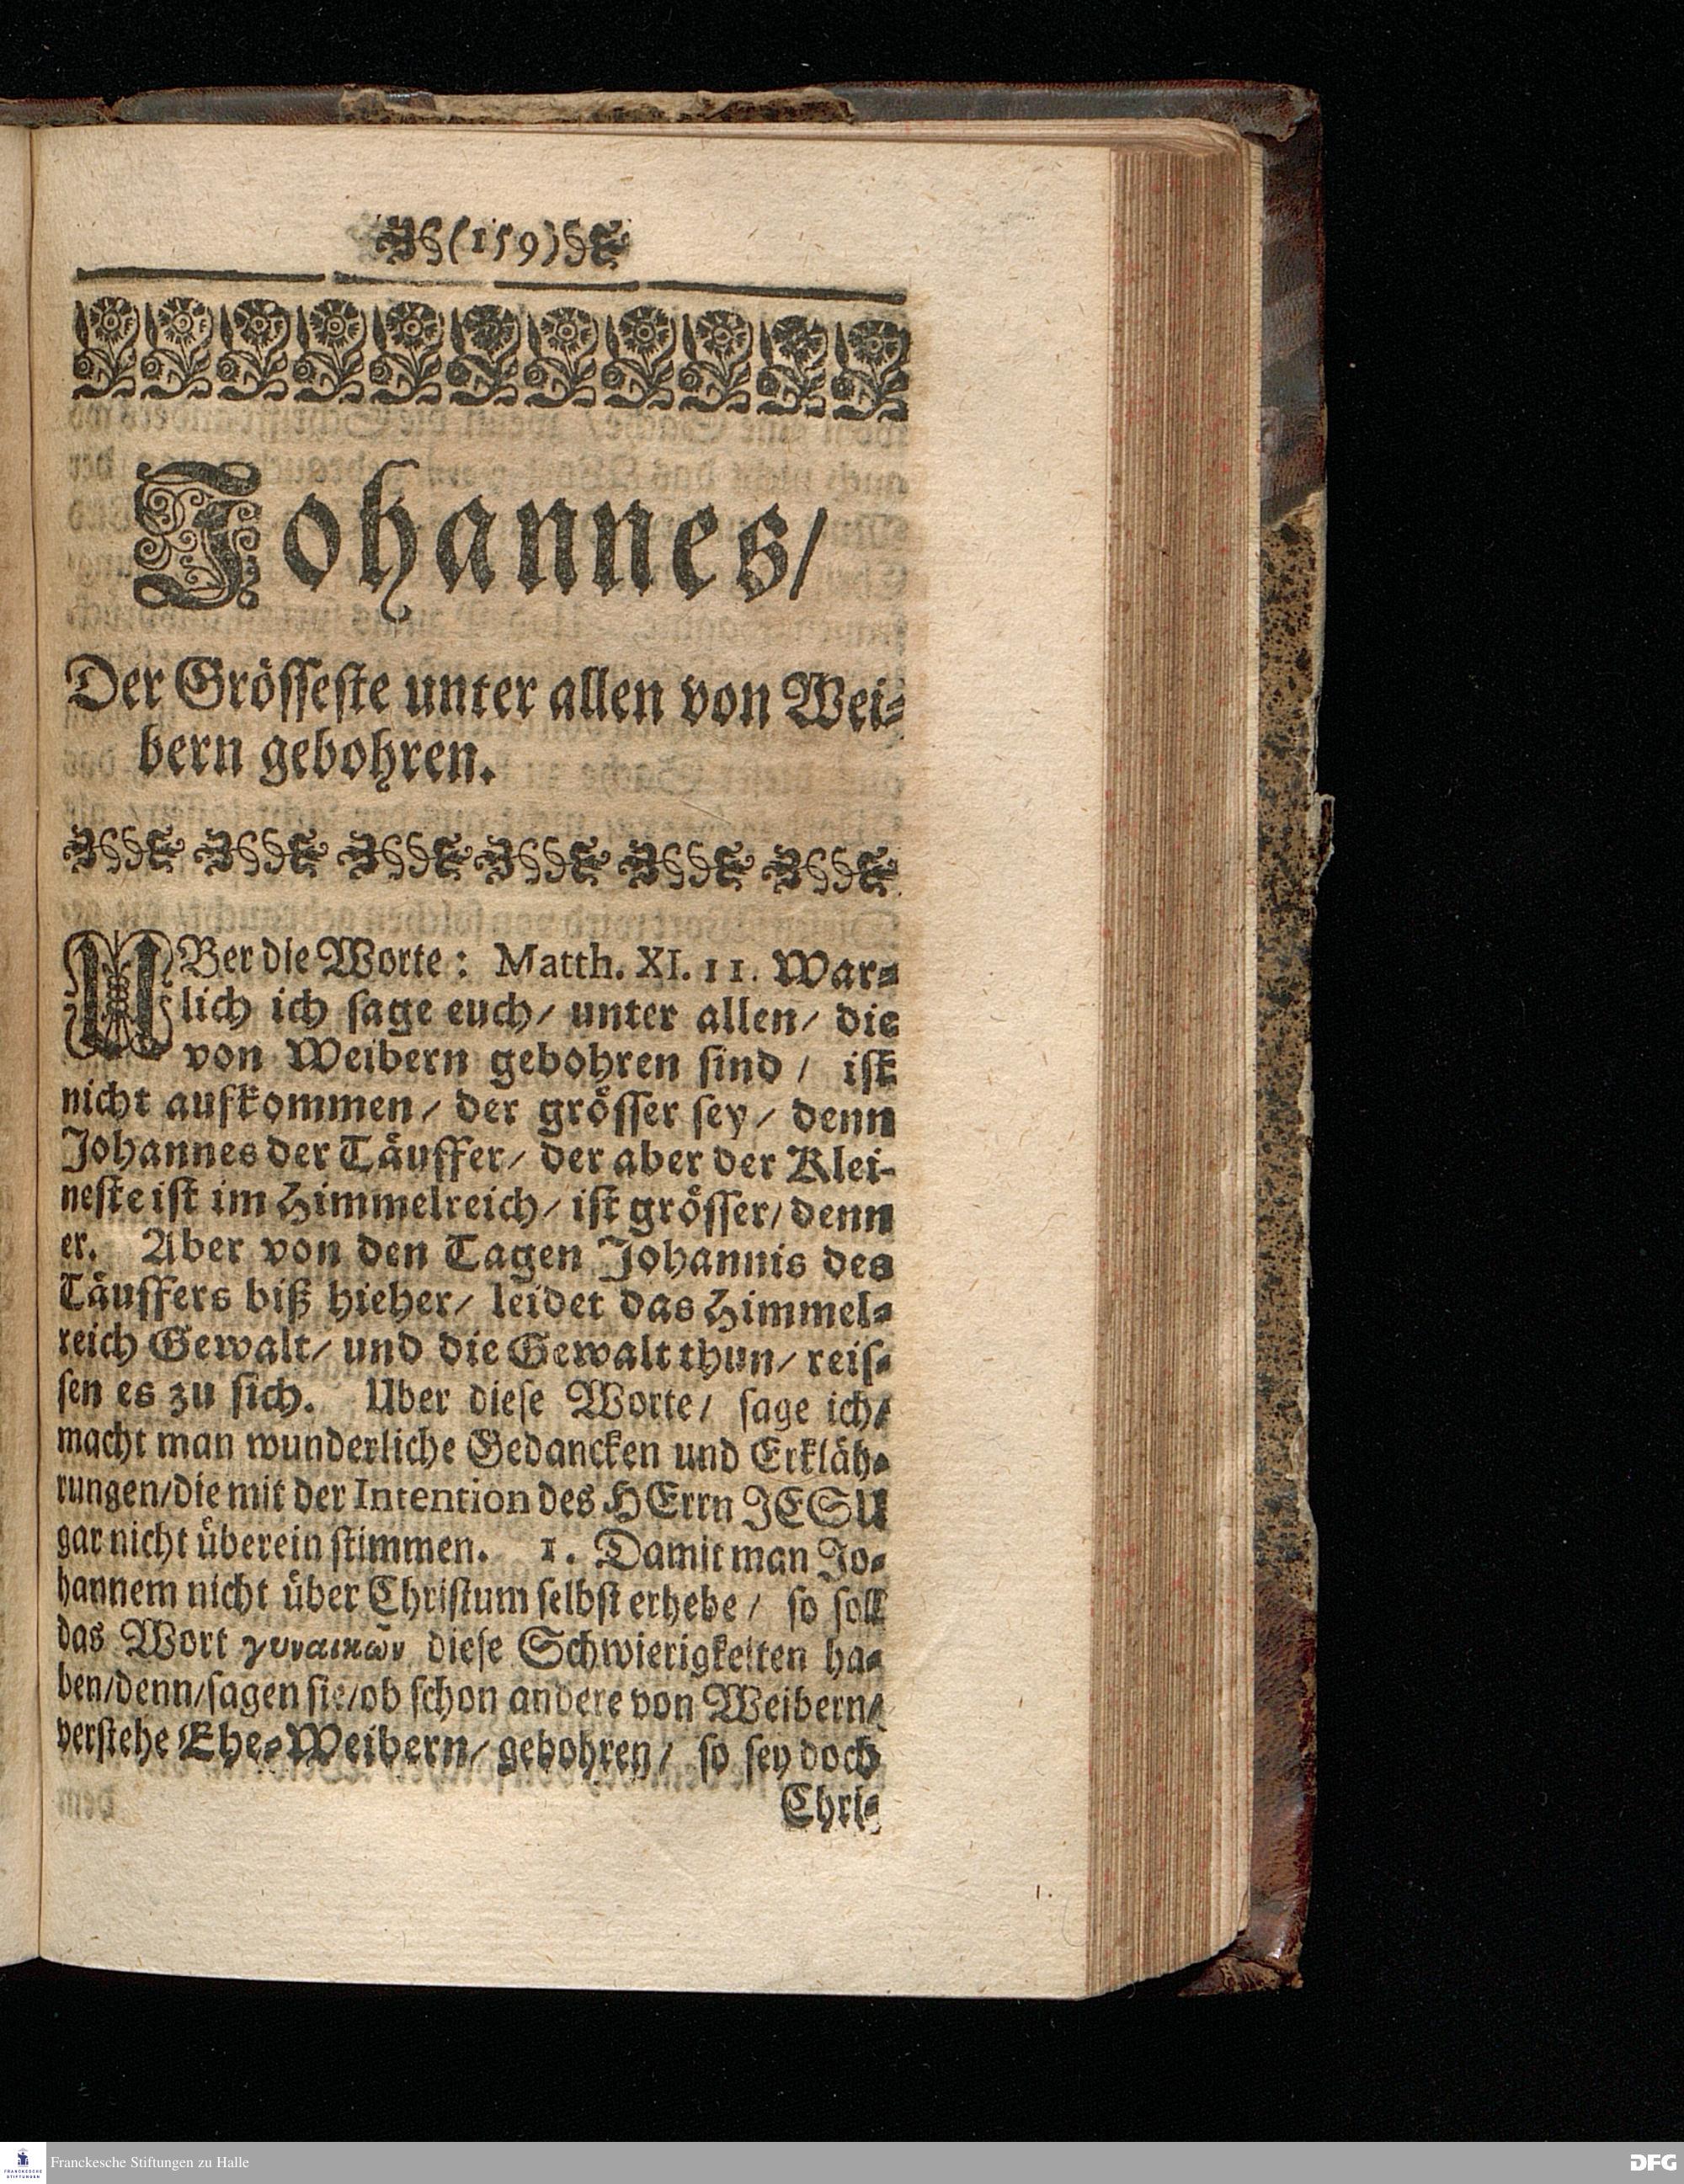 (159)
Johannes/
Der Grösseste unter allen von Wei-
bern gebohren.
UBer die Worte: Matth. XI. 11. War-
lich ich sage euch/ unter allen/ die
von Weibern gebohren sind/ ist
nicht aufkommen/ der grösser sey/ denn
Johannes der Täuffer/ der aber der Klei-
neste ist im Himmelreich/ ist grösser/ denn
er. Aber von den Tagen Johannis des
Täuffers biß hieher/ leidet das Himmel-
reich Gewalt/ und die Gewalt thun/ reis-
sen es zu sich. Uber diese Worte/ sage ich/
macht man wunderliche Gedancken und Erkläh-
rungen/die mit der Intention des HErrn JESU
gar nicht überein stimmen. 1. Damit man Jo-
hannem nicht über Christum selbst erhebe/ so soll
das Wort γυναικῶν diese Schwierigkeiten ha-
ben/denn/sagen sie/ob schon andere von Weibern/
verstehe Ehe-Weibern/ gebohren/ so sey doch
Chri-
1.
FRANCKESCHE
STIFTUNGEN
Franckesche Stiftungen zu Halle
DFG